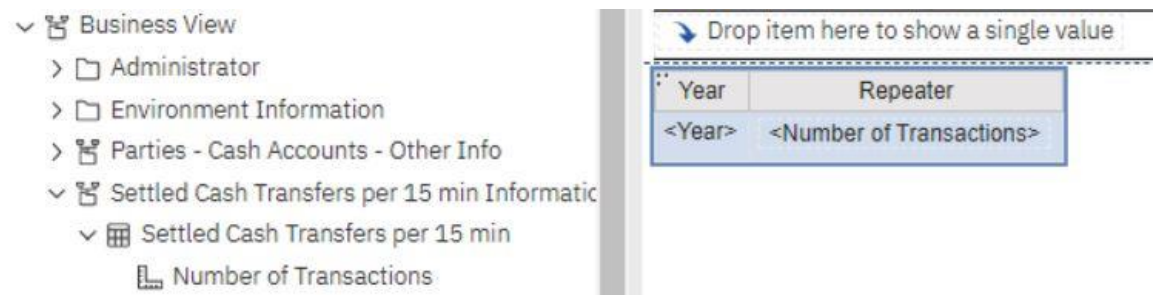 Business View
Administrator
Environment Information
Parties - Cash Accounts - Other Info
Settled Cash Transfers per 15 min Informatic
Settled Cash Transfers per 15 min
Number of Transactions
Drop item here to show a single value
Year Repeater
<Year> <Number of Transactions>